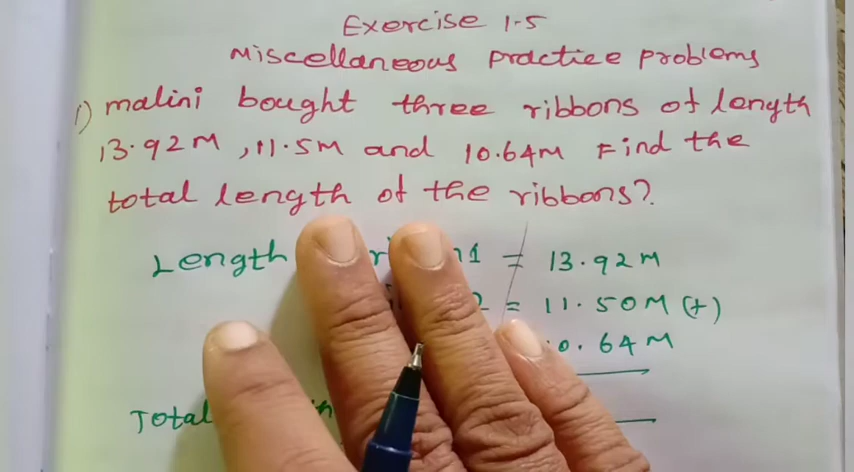 Exercise 1.5
Miscellaneous practice problems
1) malini bought three ribbons of length
13.92M, 11.5M and 10.64M Find the
total length of the ribbons?
Length = 13.92M
= 11.50M (+)
0.64M
Total